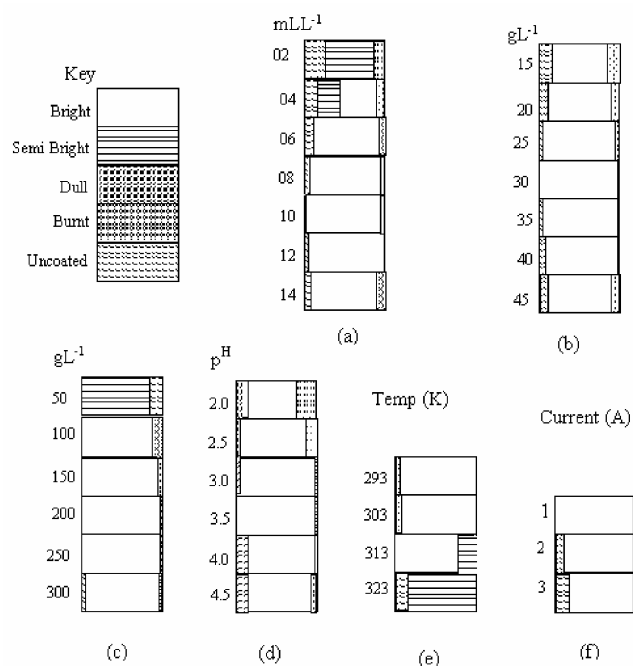 mLL-1
02
04
06
08
10
12
14
(a)
gL-1
15
20
25
30
35
40
45
(b)
Key
Bright
Semi Bright
Dull
Burnt
Uncoated
gL-1
50
100
150
200
250
300
(c)
pH
2.0
2.5
3.0
3.5
4.0
4.5
(d)
Temp (K)
293
303
313
323
(e)
Current (A)
1
2
3
(f)